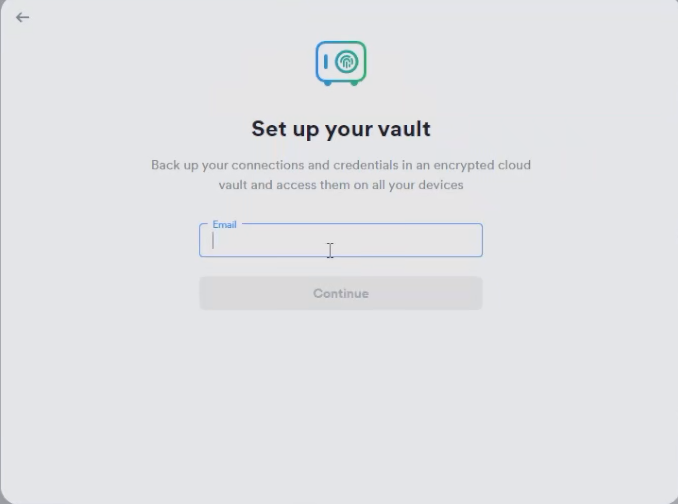 Set up your vault
Back up your connections and credentials in an encrypted cloud
vault and access them on all your devices
Email
Continue